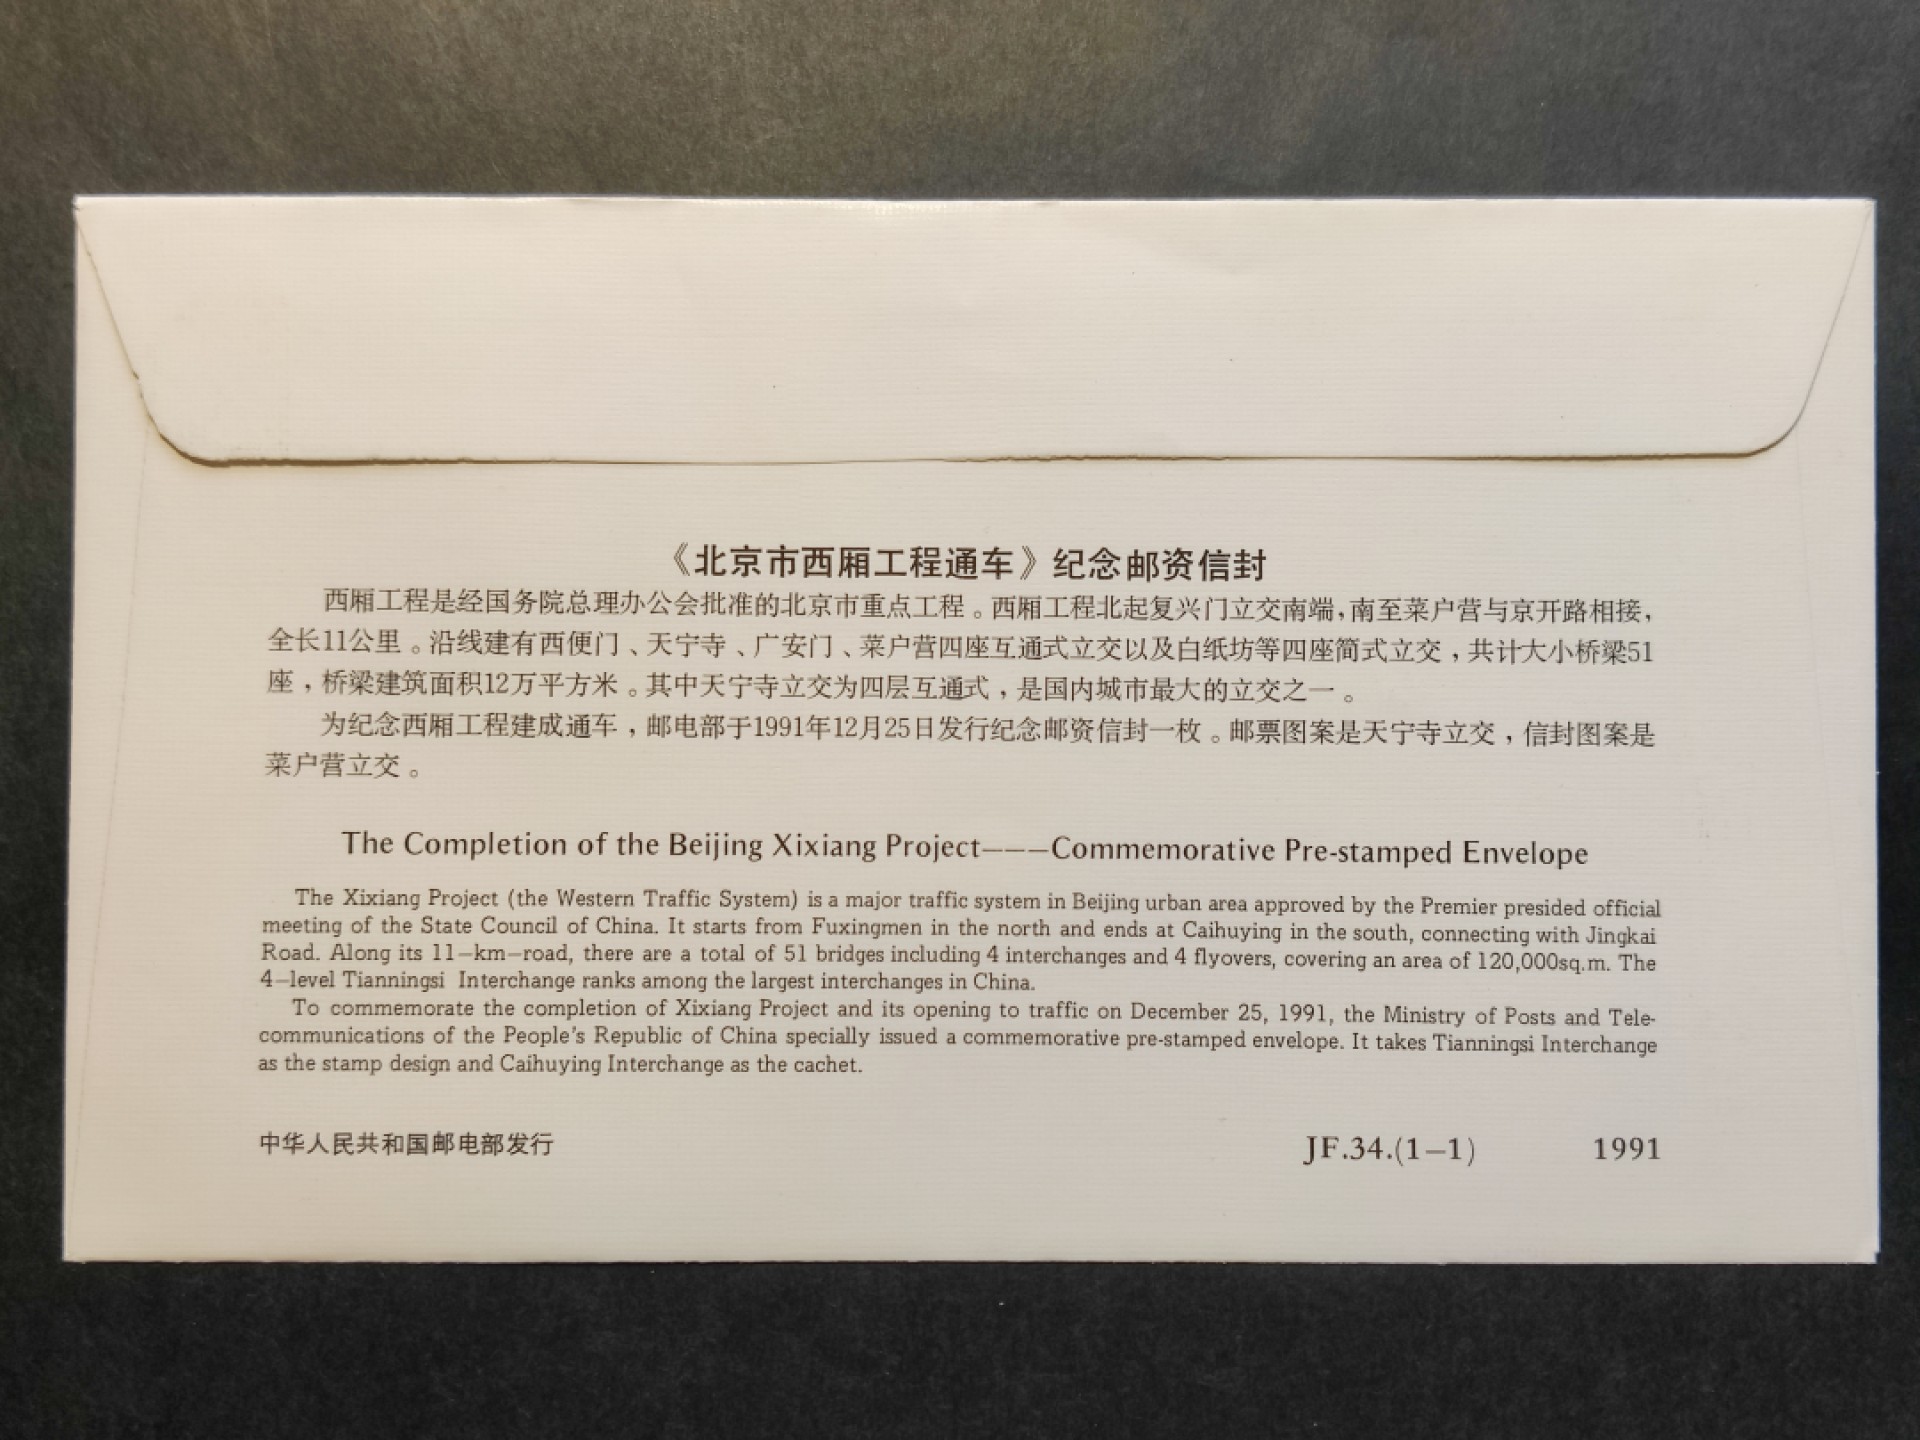 《北京市西厢工程通车》纪念邮资信封
西厢工程是经国务院总理办公会批准的北京市重点工程。西厢工程北起复兴门立交南端,南至菜户营与京开路相接,
全长11公里。沿线建有西便门、天宁寺、广安门、菜户营四座互通式立交以及白纸坊等四座简式立交,共计大小桥梁51
座,桥梁建筑面积12万平方米。其中天宁寺立交为四层互通式,是国内城市最大的立交之一。
为纪念西厢工程建成通车,邮电部于1991年12月25日发行纪念邮资信封一枚。邮票图案是天宁寺立交,信封图案是
菜户营立交。
The Completion of the Beijing Xixiang Project———Commemorative Pre-stamped Envelope
The Xixiang Project (the Western Traffic System) is a major traffic system in Beijing urban area approved by the Premier presided official
meeting of the State Council of China. It starts from Fuxingmen in the north and ends at Caihuying in the south, connecting with Jingkai
Road. Along its 11—km—road, there are a total of 51 bridges including 4 interchanges and 4 flyovers, covering an area of 120,000sq.m. The
4—level Tianningsi Interchange ranks among the largest interchanges in China.
To commemorate the completion of Xixiang Project and its opening to traffic on December 25, 1991, the Ministry of Posts and Tele-
communications of the People's Republic of China specially issued a commemorative pre-stamped envelope. It takes Tianningsi Interchange
as the stamp design and Caihuying Interchange as the cachet.
中华人民共和国邮电部发行 JF.34.(1—1) 1991